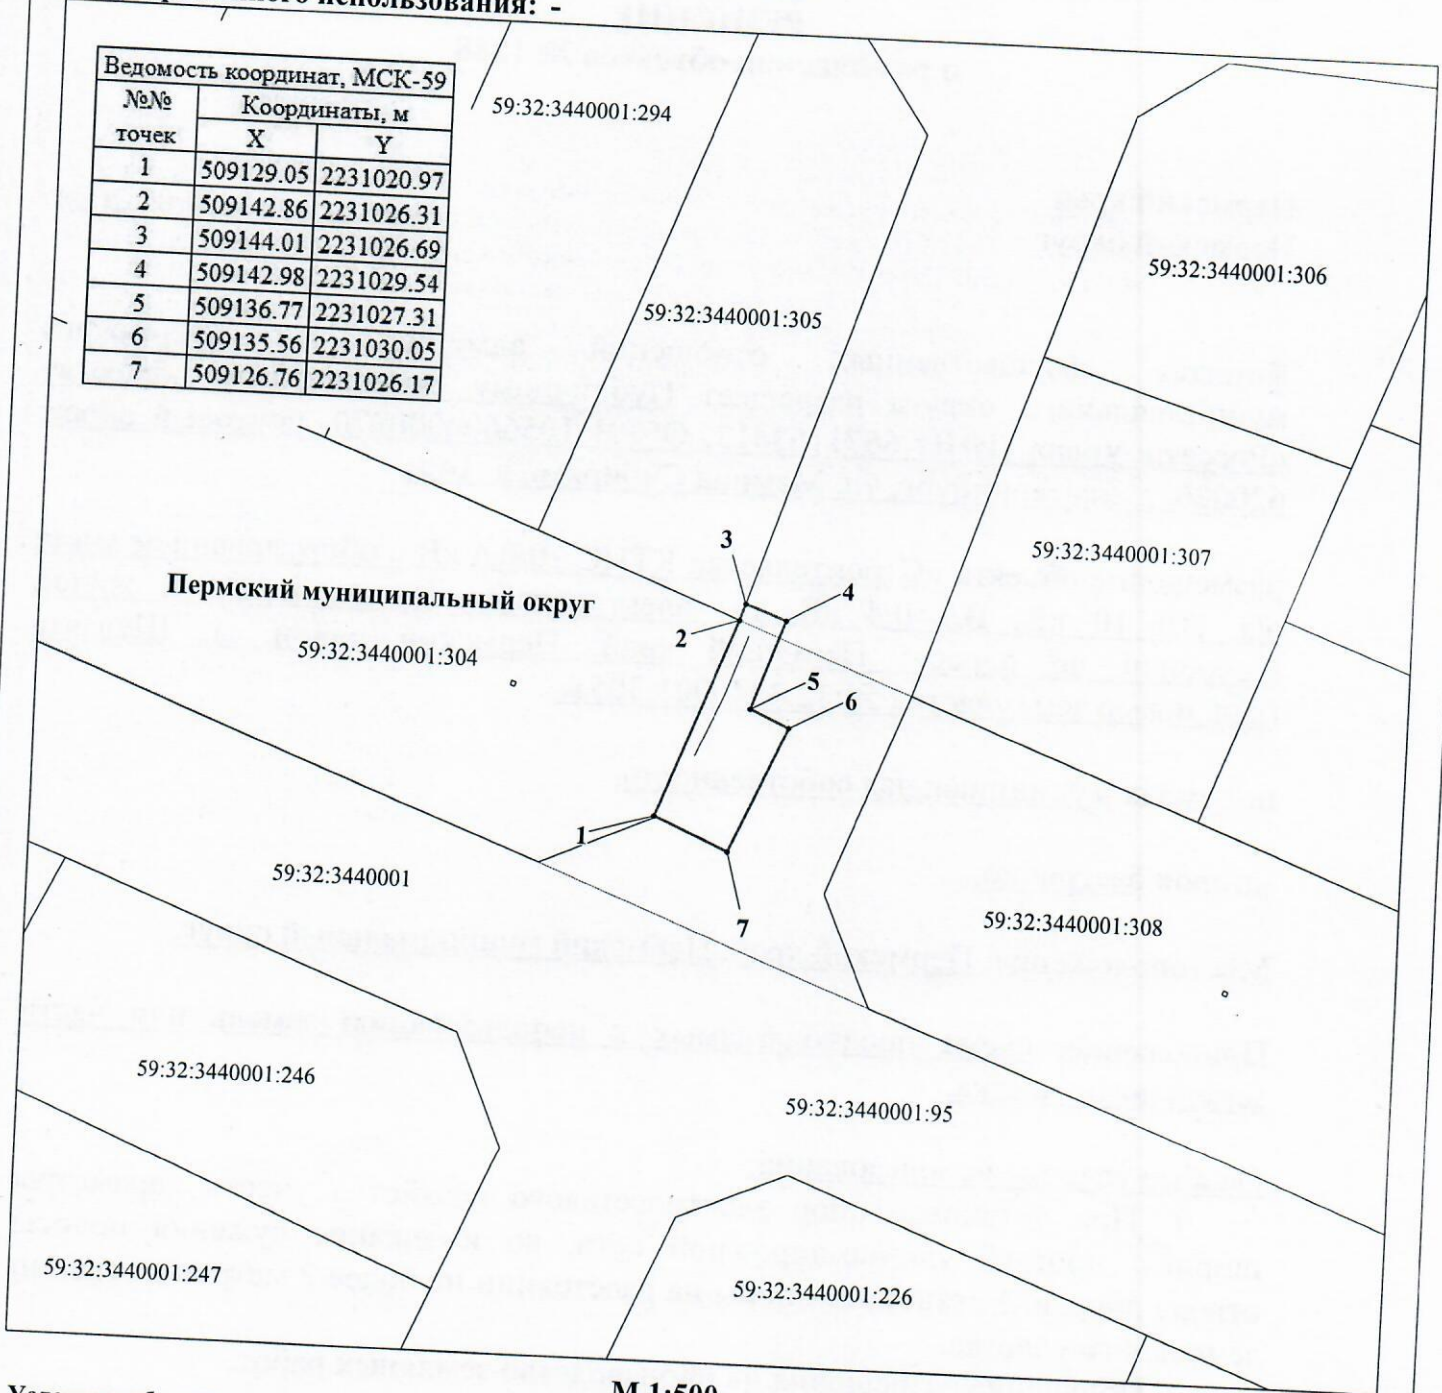 использования: -
Ведомость координат, МСК-59
№№ точек Координаты, м
X Y
1 509129.05 2231020.97
2 509142.86 2231026.31
3 509144.01 2231026.69
4 509142.98 2231029.54
5 509136.77 2231027.31
6 509135.56 2231030.05
7 509126.76 2231026.17
59:32:3440001:294
59:32:3440001:306
59:32:3440001:305
59:32:3440001:307
3
4
Пермский муниципальный округ
2
59:32:3440001:304
5
6
1
59:32:3440001
7
59:32:3440001:308
59:32:3440001:246
59:32:3440001:95
59:32:3440001:247
59:32:3440001:226
М 1:500